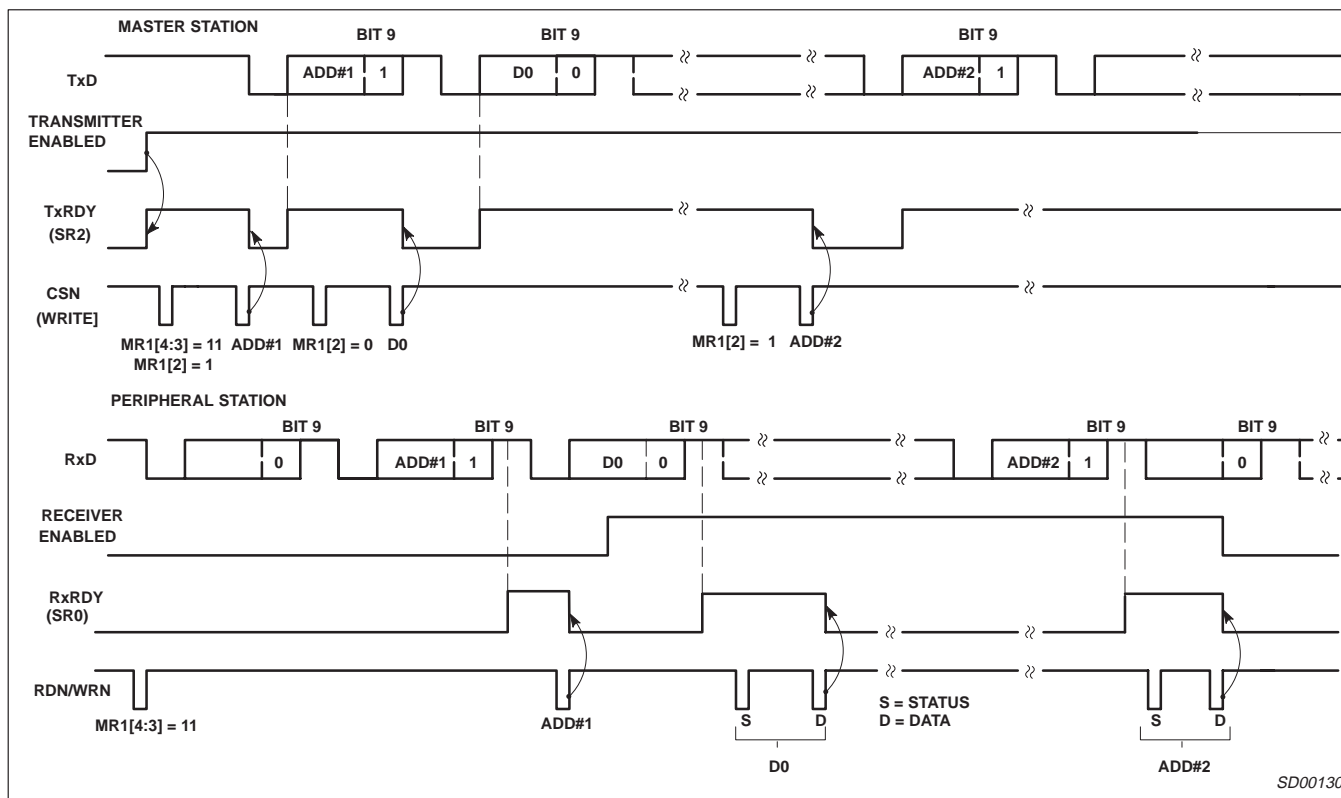 MASTER STATION
BIT 9 BIT 9 BIT 9
TxD ADD#1 1 D0 0 ADD#2 1
TRANSMITTER
ENABLED
TxRDY
(SR2)
CSN
(WRITE]
MR1[4:3] = 11 ADD#1 MR1[2] = 0 D0 MR1[2] = 1 ADD#2
MR1[2] = 1
PERIPHERAL STATION
BIT 9 BIT 9 BIT 9 BIT 9 BIT 9
RxD 0 ADD#1 1 D0 0 ADD#2 1 0
RECEIVER
ENABLED
RxRDY
(SR0)
RDN/WRN
MR1[4:3] = 11 ADD#1 S D S = STATUS S D
D = DATA
D0 ADD#2
SD00130